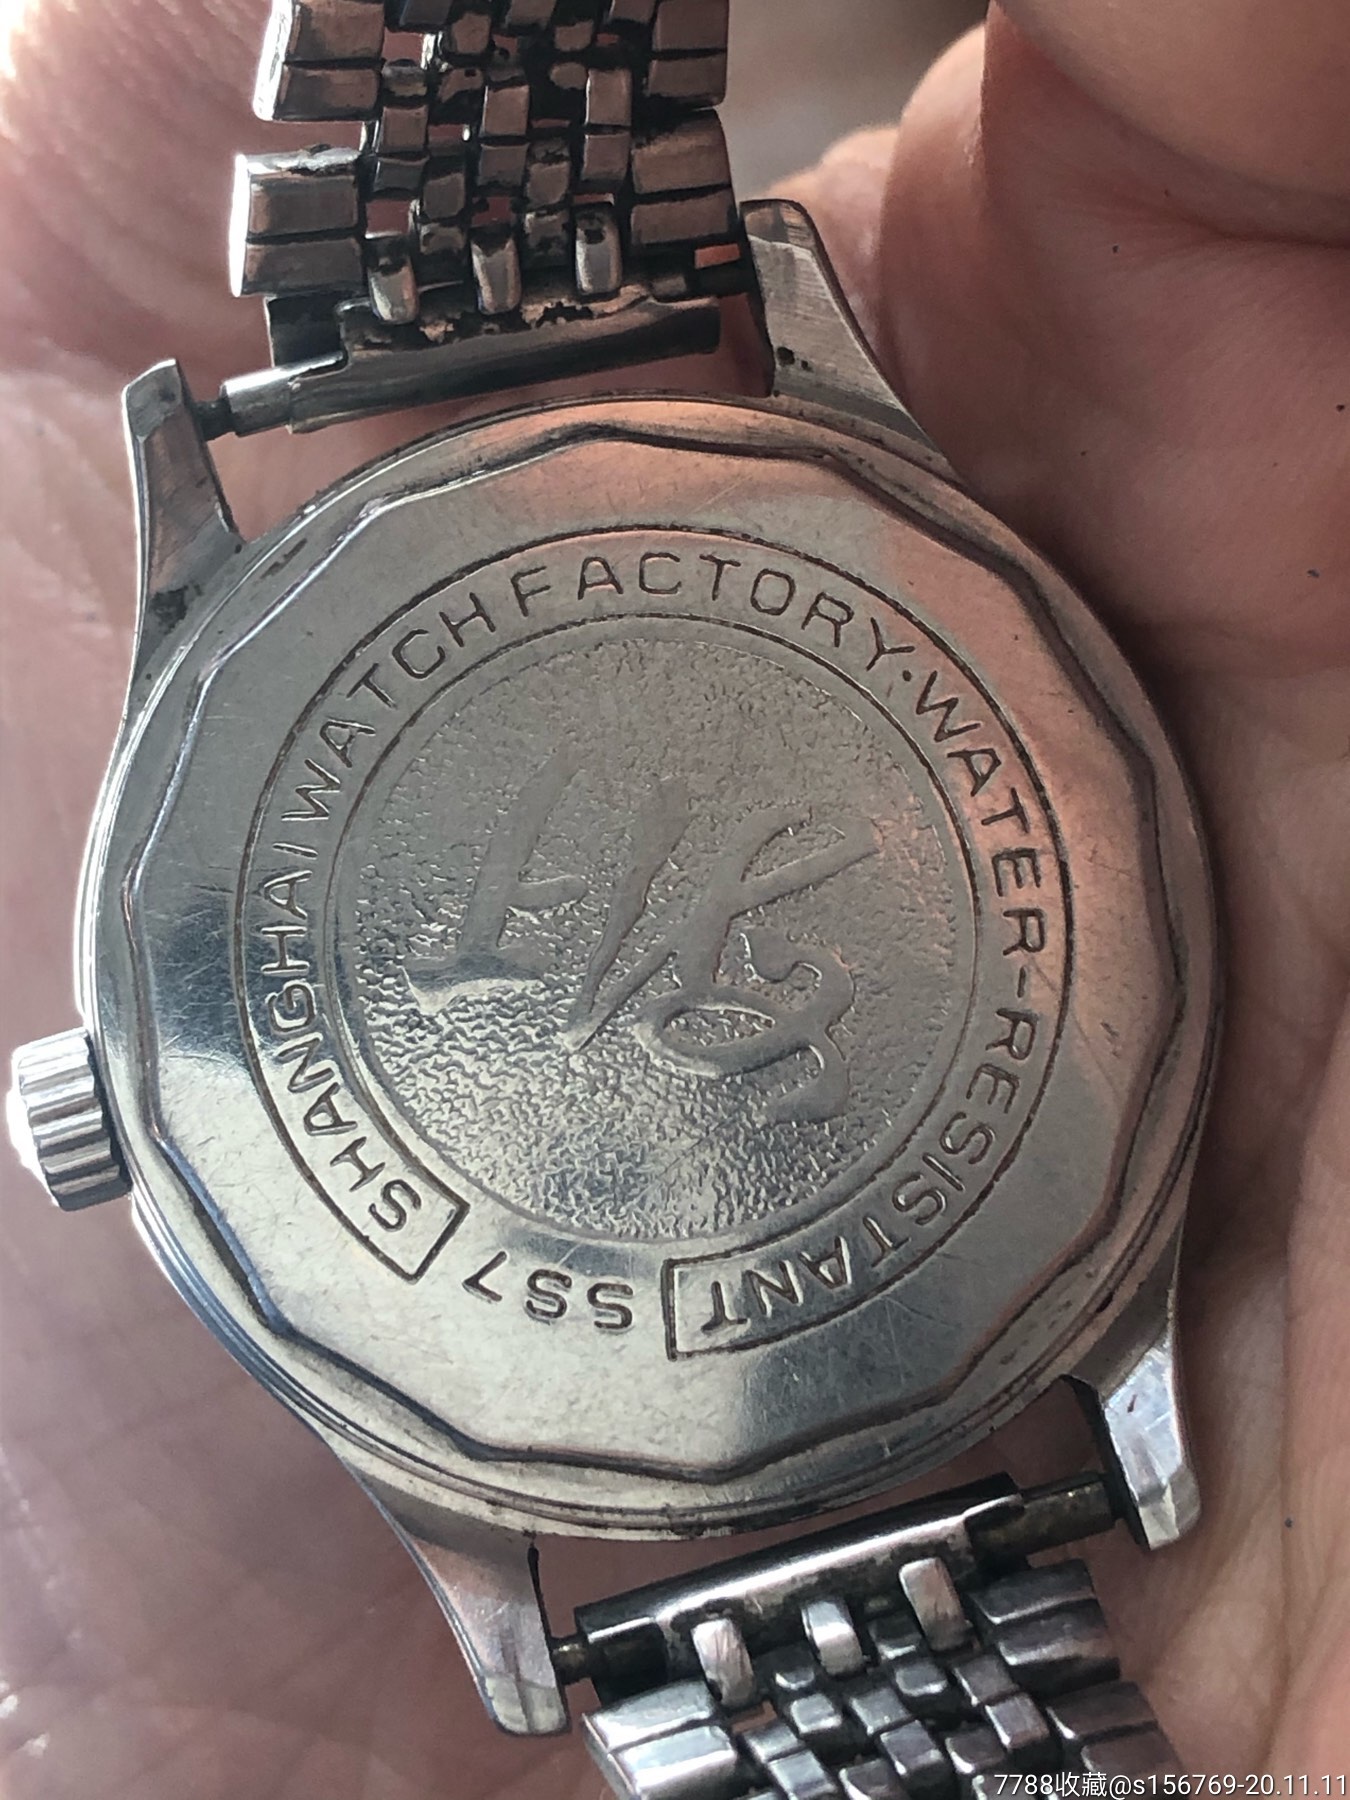 SHANGHAI WATCH FACTORY·WATER-RESISTANT
SS7
上海
7788收藏@s156769-20.11.11